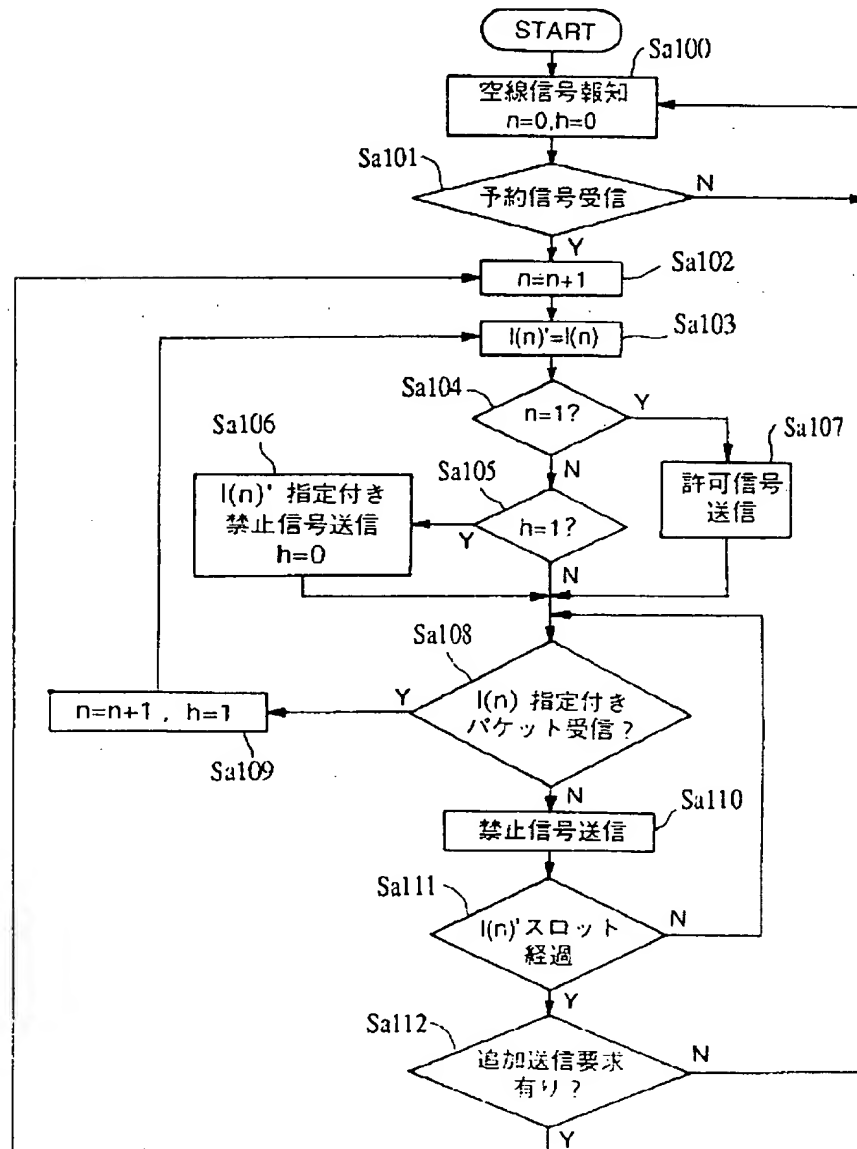 START
Sa100
空線信号報知
n=0,h=0
Sa101
予約信号受信
N
Y
n=n+1
Sa102
I(n)'=I(n)
Sa103
Sa104
n=1?
Y
N
Sa107
許可信号
送信
Sa106
I(n)' 指定付き
禁止信号送信
h=0
Sa105
h=1?
Y
N
Sa108
I(n) 指定付き
パケット受信?
Y
N
n=n+1 , h=1
Sa109
Sa110
禁止信号送信
Sa111
I(n)'スロット
経過
N
Y
Sa112
追加送信要求
有り?
N
Y